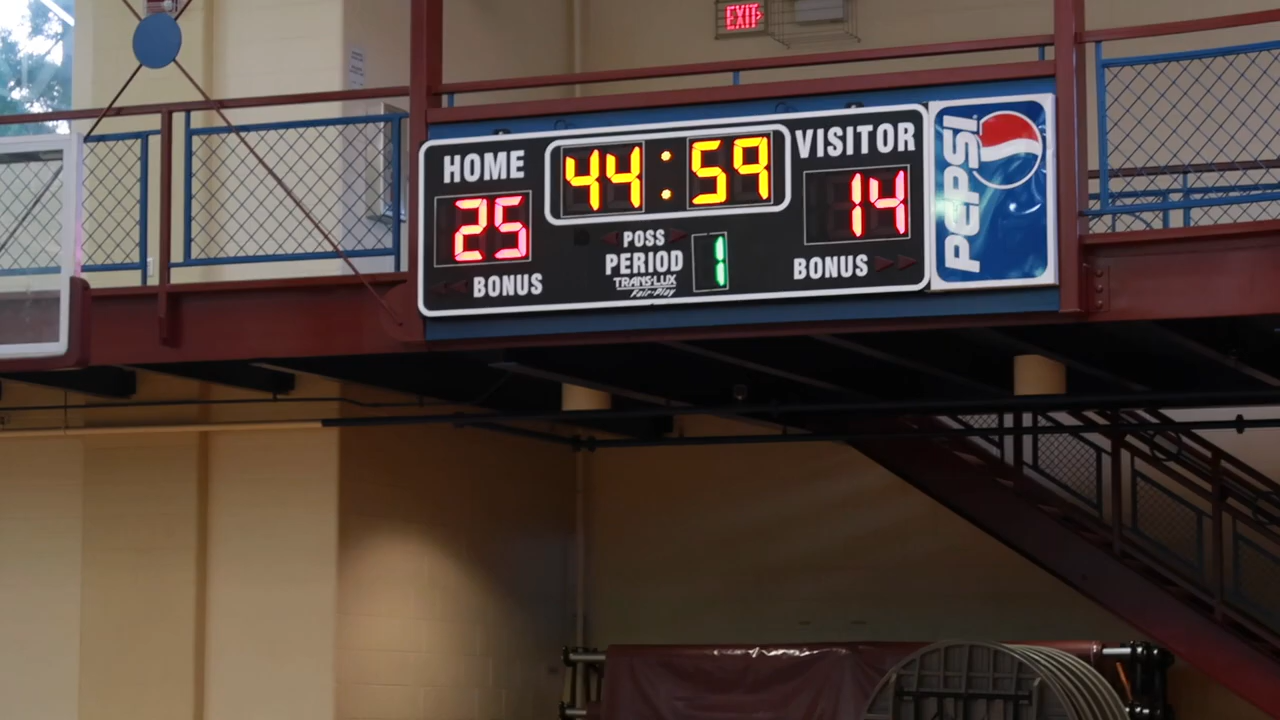 EXIT
HOME
44:59
VISITOR
25
14
POSS
PERIOD
1
BONUS
BONUS
TRANS-LUX
Fair-Play
PEPSI